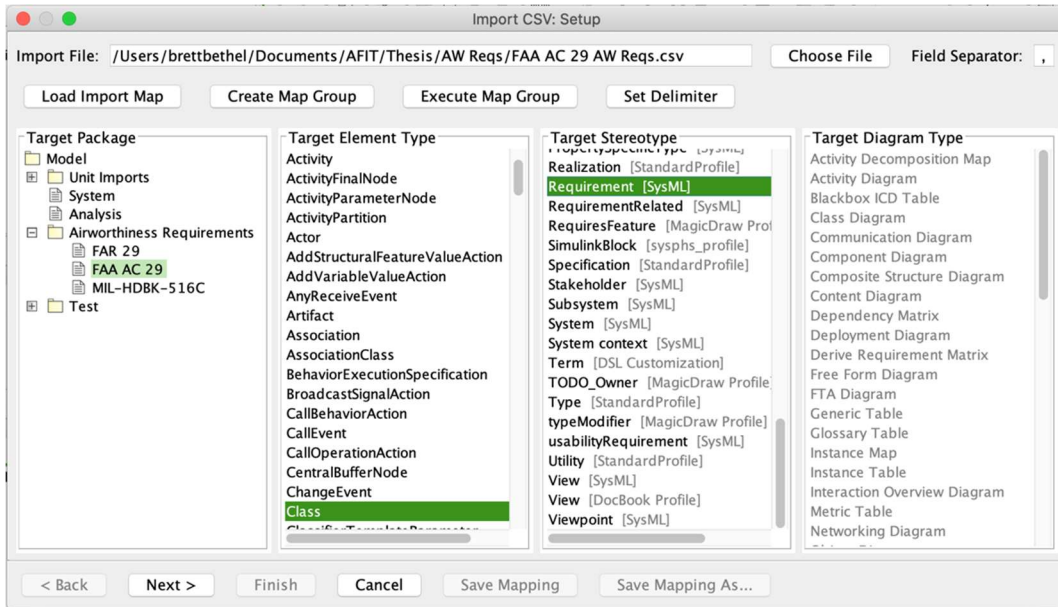 Import CSV: Setup
Import File: /Users/brettbethel/Documents/AFIT/Thesis/AW Reqs/FAA AC 29 AW Reqs.csv Choose File Field Separator: ,
Load Import Map Create Map Group Execute Map Group Set Delimiter
Target Package
Model
Unit Imports
System
Analysis
Airworthiness Requirements
FAR 29
FAA AC 29
MIL-HDBK-516C
Test
Target Element Type
Activity
ActivityFinalNode
ActivityParameterNode
ActivityPartition
Actor
AddStructuralFeatureValueAction
AddVariableValueAction
AnyReceiveEvent
Artifact
Association
AssociationClass
BehaviorExecutionSpecification
BroadcastSignalAction
CallBehaviorAction
CallEvent
CallOperationAction
CentralBufferNode
ChangeEvent
Class
ClassifierTemplateParameter
Target Stereotype
PropertySpecificType [SysML]
Realization [StandardProfile]
Requirement [SysML]
RequirementRelated [SysML]
RequiresFeature [MagicDraw Prof
SimulinkBlock [sysphs_profile]
Specification [StandardProfile]
Stakeholder [SysML]
Subsystem [SysML]
System [SysML]
System context [SysML]
Term [DSL Customization]
TODO_Owner [MagicDraw Profile]
Type [StandardProfile]
typeModifier [MagicDraw Profile]
usabilityRequirement [SysML]
Utility [StandardProfile]
View [SysML]
View [DocBook Profile]
Viewpoint [SysML]
Target Diagram Type
Activity Decomposition Map
Activity Diagram
Blackbox ICD Table
Class Diagram
Communication Diagram
Component Diagram
Composite Structure Diagram
Content Diagram
Dependency Matrix
Deployment Diagram
Derive Requirement Matrix
Free Form Diagram
FTA Diagram
Generic Table
Glossary Table
Instance Map
Instance Table
Interaction Overview Diagram
Metric Table
Networking Diagram
< Back Next > Finish Cancel Save Mapping Save Mapping As...